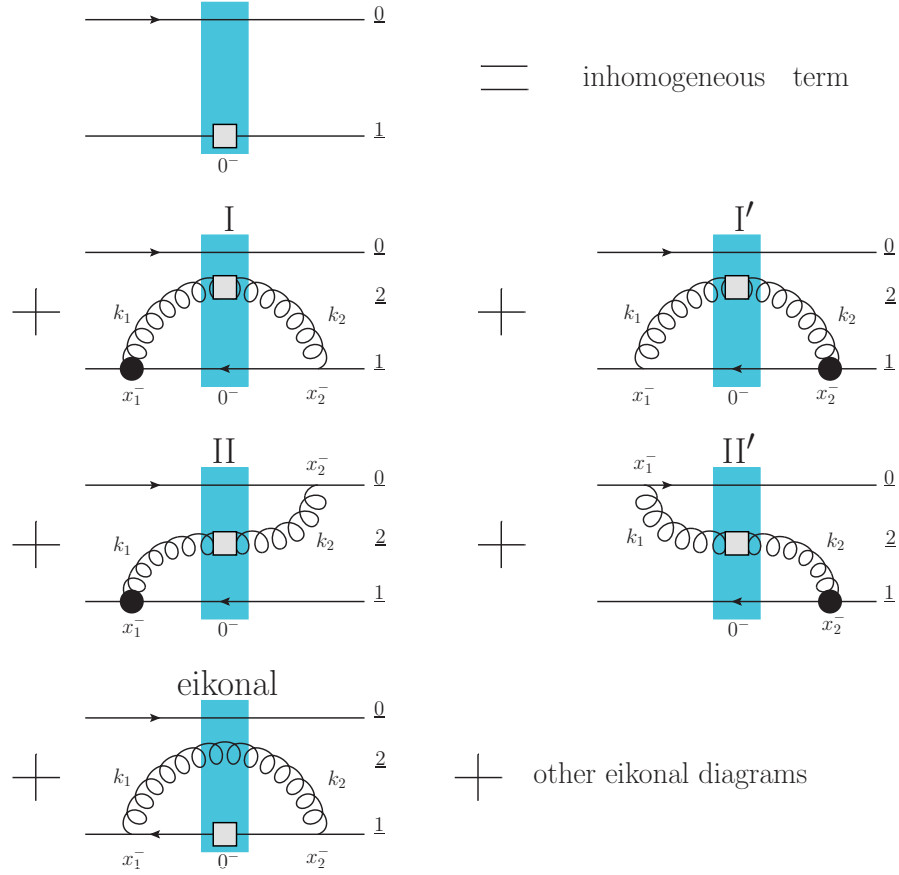 0
= inhomogeneous term
1
0⁻
I I′
+ 0 + 0
k₁ 2 k₂ k₁ 2 k₂
1 1
x₁⁻ 0⁻ x₂⁻ x₁⁻ 0⁻ x₂⁻
II II′
x₂⁻ x₁⁻
+ 0 + 0
k₁ k₂ 2 k₁ k₂ 2
1 1
x₁⁻ 0⁻ 0⁻ x₂⁻
eikonal
0
+ k₁ 2 k₂ + other eikonal diagrams
1
x₁⁻ 0⁻ x₂⁻